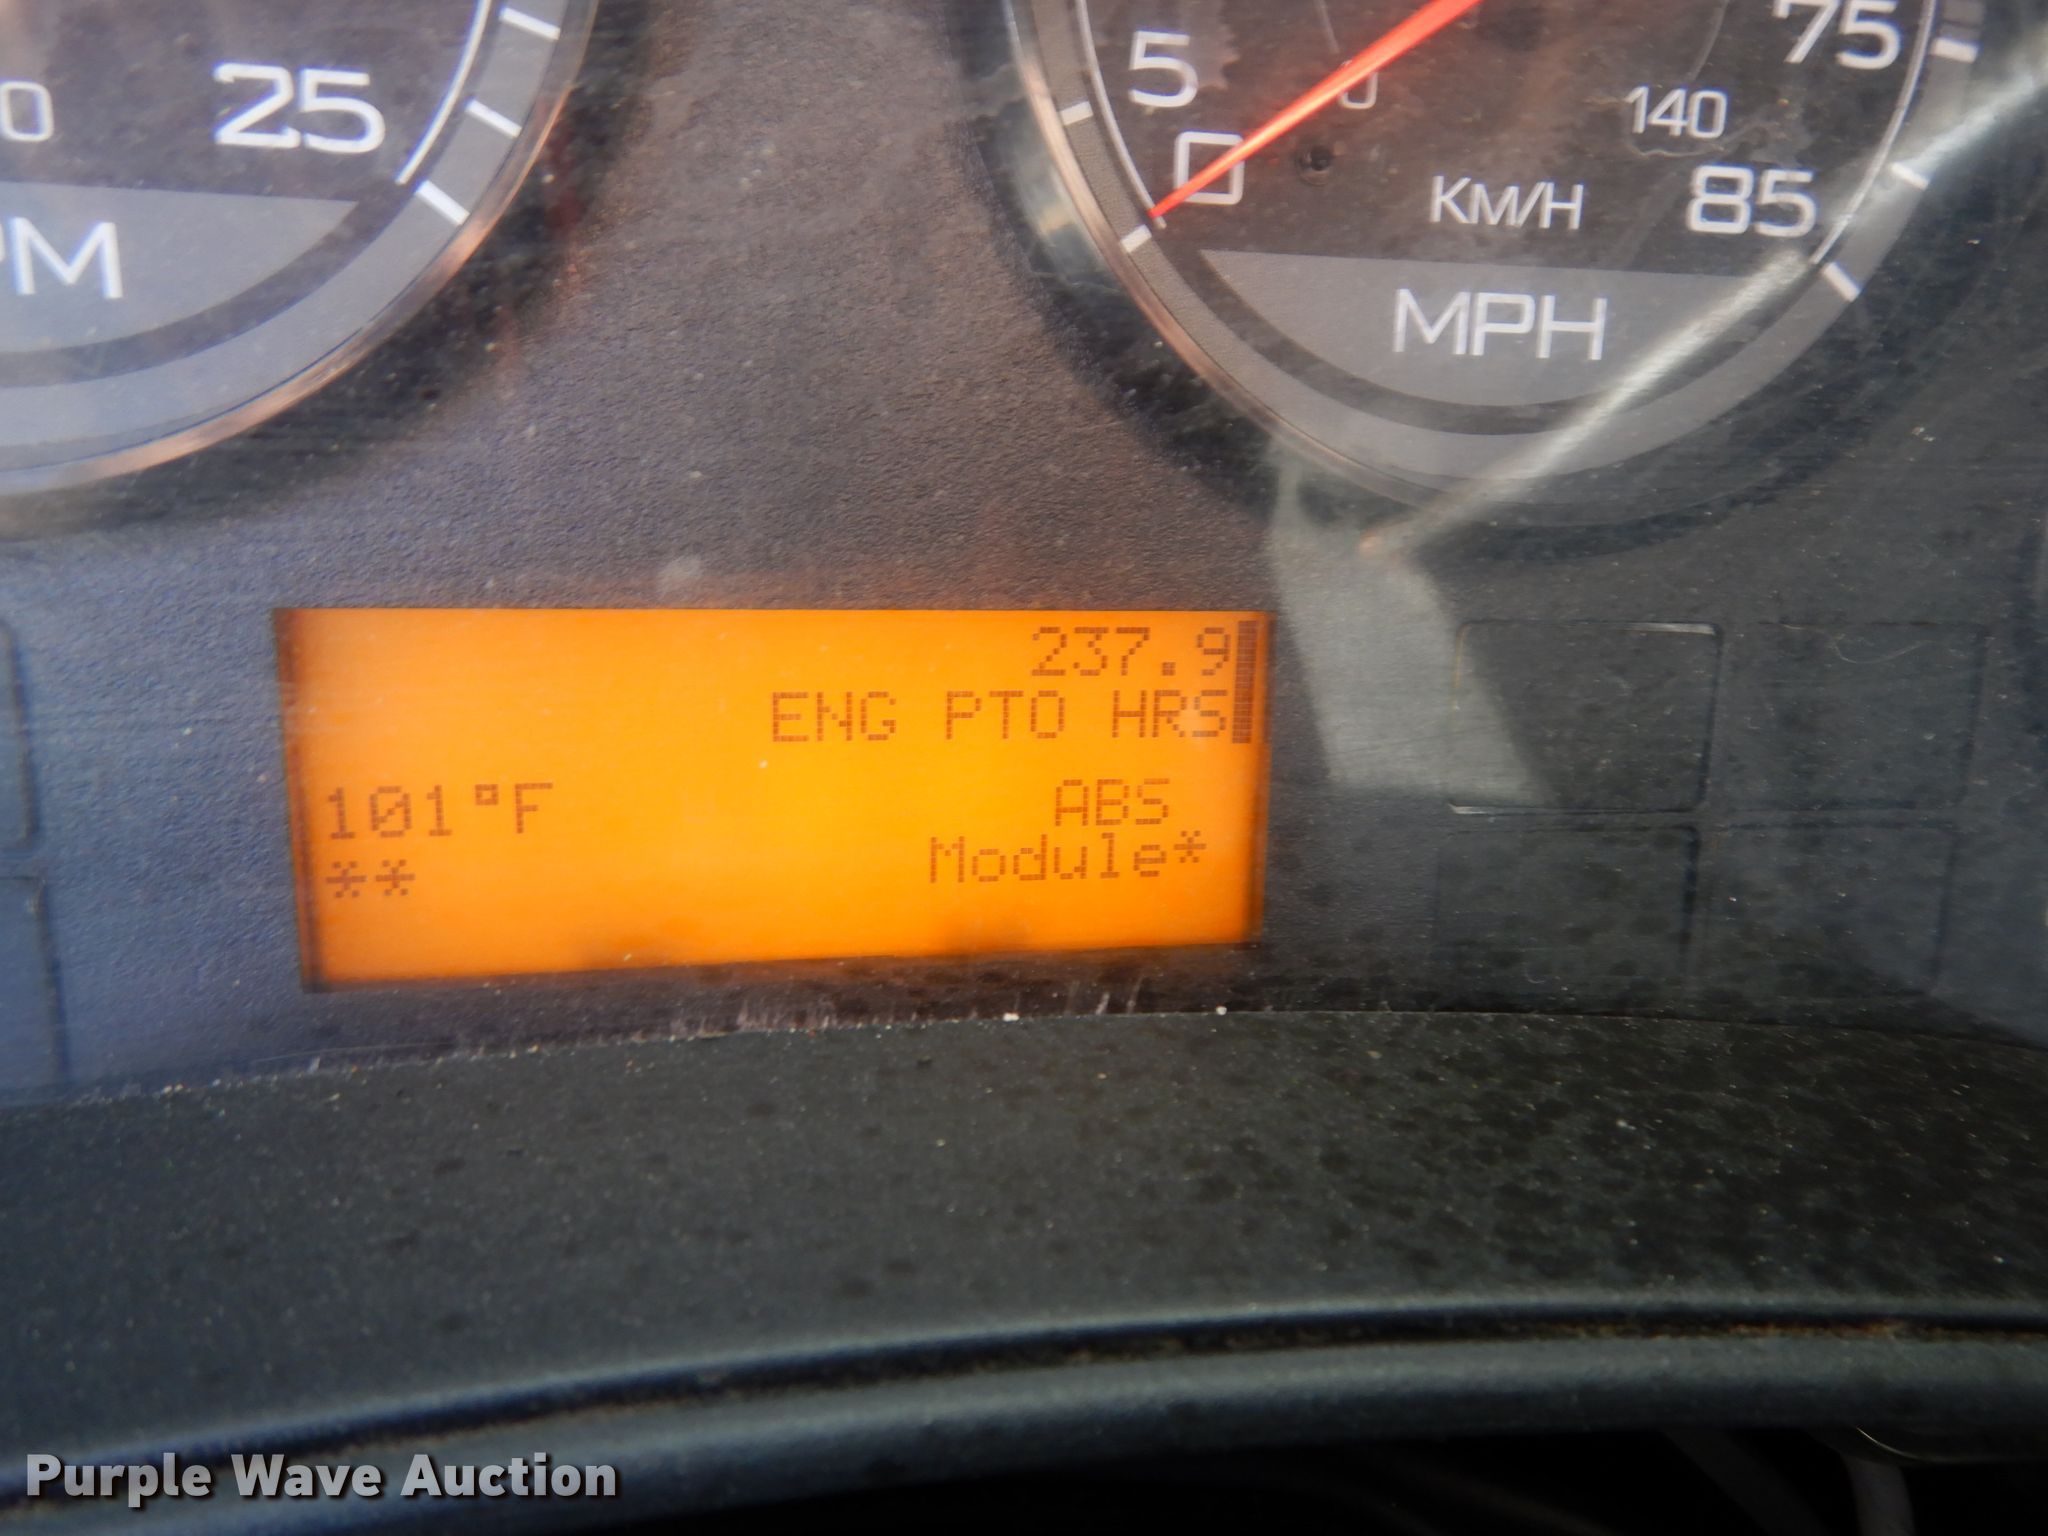 25
5
0
0
75
140
85
KM/H
MPH
237.9
ENG PTO HRS
101°F
ABS
**
Module*
Purple Wave Auction